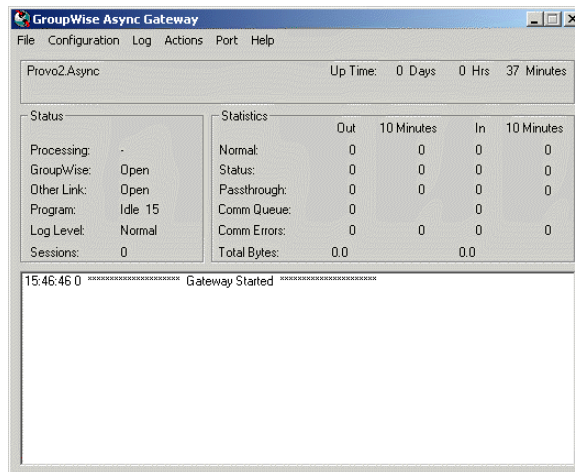 GroupWise Async Gateway
File Configuration Log Actions Port Help
Provo2.Async Up Time: 0 Days 0 Hrs 37 Minutes
Status
Processing: -
GroupWise: Open
Other Link: Open
Program: Idle 15
Log Level: Normal
Sessions: 0
Statistics
Out 10 Minutes In 10 Minutes
Normal: 0 0 0 0
Status: 0 0 0 0
Passthrough: 0 0 0 0
Comm Queue: 0 0
Comm Errors: 0 0 0 0
Total Bytes: 0.0 0.0
15:46:46 0 ********************** Gateway Started ***********************